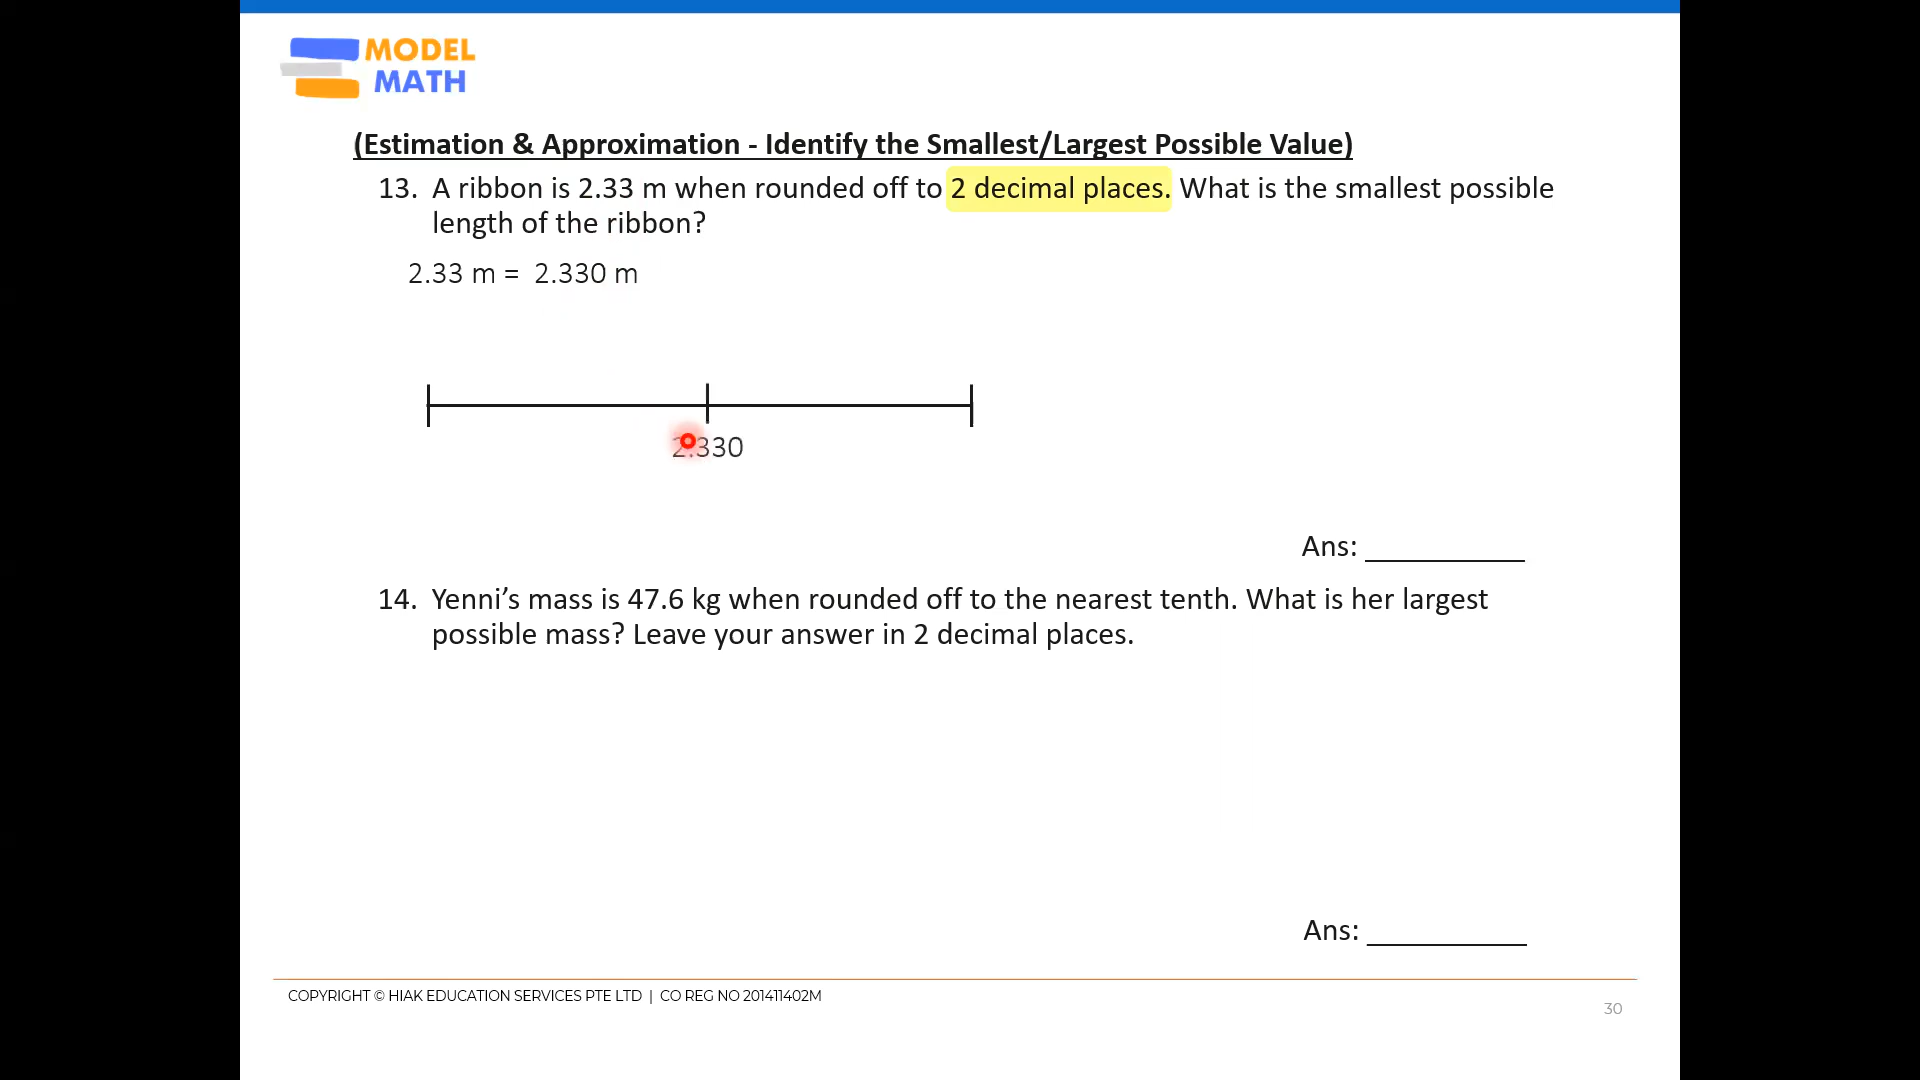 MODEL
MATH
(Estimation & Approximation - Identify the Smallest/Largest Possible Value)
13. A ribbon is 2.33 m when rounded off to 2 decimal places. What is the smallest possible
length of the ribbon?
2.33 m = 2.330 m
2.330
Ans: __________
14. Yenni’s mass is 47.6 kg when rounded off to the nearest tenth. What is her largest
possible mass? Leave your answer in 2 decimal places.
Ans: __________
COPYRIGHT © HIAK EDUCATION SERVICES PTE LTD | CO REG NO 201411402M
30